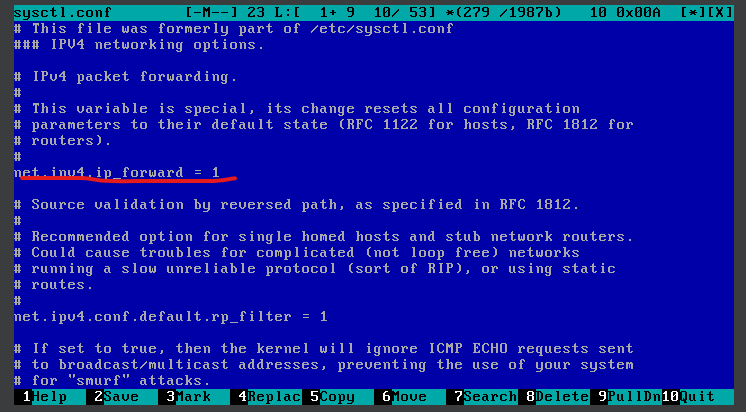 sysctl.conf [-M--] 23 L:[ 1+ 9 10/ 53] *(279 /1987b) 10 0x00A [*][X]
# This file was formerly part of /etc/sysctl.conf
### IPV4 networking options.
# IPv4 packet forwarding.
#
# This variable is special, its change resets all configuration
# parameters to their default state (RFC 1122 for hosts, RFC 1812 for
# routers).
#
net.ipv4.ip_forward = 1
# Source validation by reversed path, as specified in RFC 1812.
#
# Recommended option for single homed hosts and stub network routers.
# Could cause troubles for complicated (not loop free) networks
# running a slow unreliable protocol (sort of RIP), or using static
# routes.
#
net.ipv4.conf.default.rp_filter = 1
# If set to true, then the kernel will ignore ICMP ECHO requests sent
# to broadcast/multicast addresses, preventing the use of your system
# for "smurf" attacks.
1Help 2Save 3Mark 4Replac 5Copy 6Move 7Search 8Delete 9PullDn 10Quit